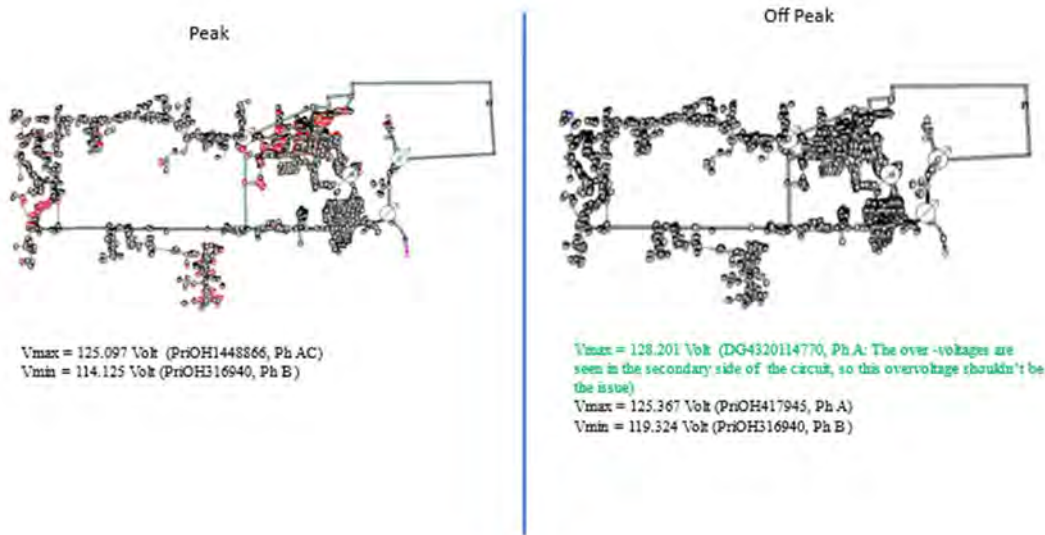 Peak
Vmax = 125.097 Volt (PriOH1448866, Ph AC)
Vmin = 114.125 Volt (PriOH316940, Ph B)
Off Peak
Vmax = 128.201 Volt (DG4320114770, Ph A: The over-voltages are
seen in the secondary side of the circuit, so this overvoltage shouldn't be
the issue)
Vmax = 125.367 Volt (PriOH417945, Ph A)
Vmin = 119.324 Volt (PriOH316940, Ph B)